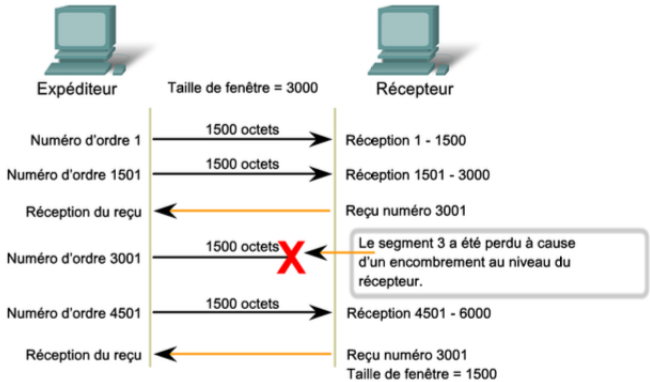 Expéditeur
Taille de fenêtre = 3000
Récepteur
Numéro d'ordre 1
1500 octets
Réception 1 - 1500
Numéro d'ordre 1501
1500 octets
Réception 1501 - 3000
Réception du reçu
Reçu numéro 3001
Numéro d'ordre 3001
1500 octets
X
Le segment 3 a été perdu à cause
d'un encombrement au niveau du
récepteur.
Numéro d'ordre 4501
1500 octets
Réception 4501 - 6000
Réception du reçu
Reçu numéro 3001
Taille de fenêtre = 1500